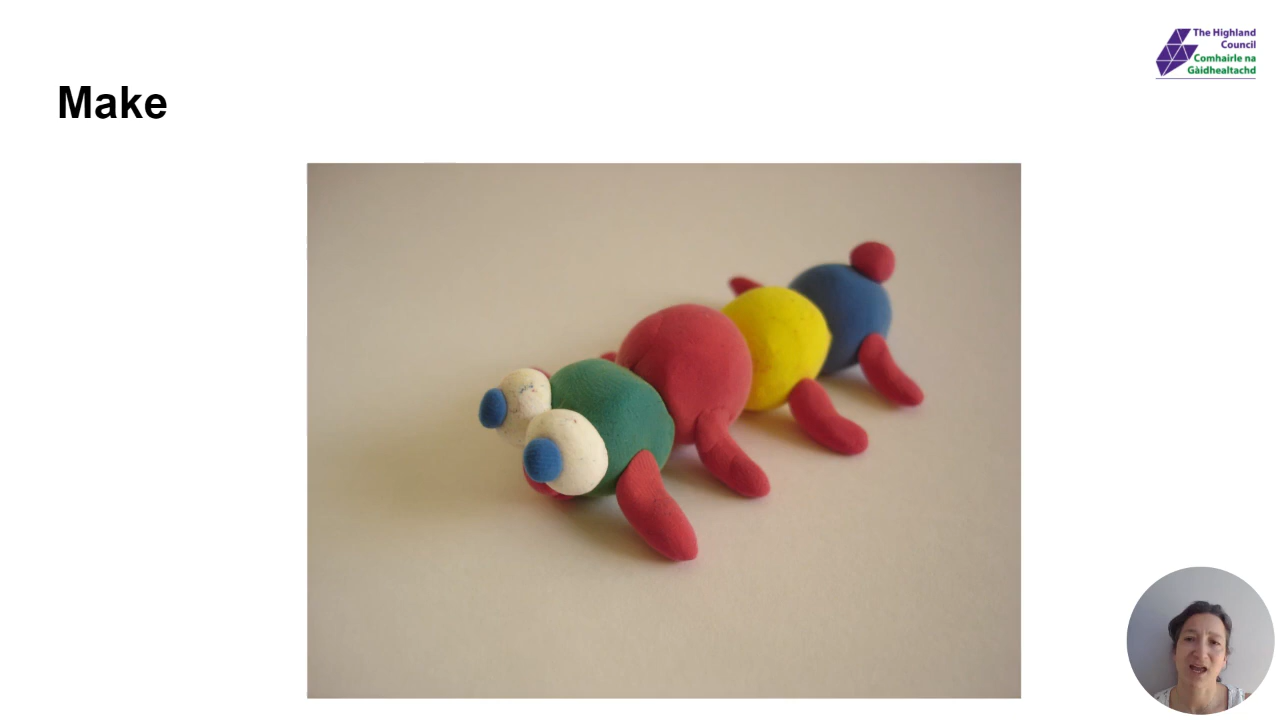 The Highland
Council
Comhairle na
Gàidhealtachd
Make